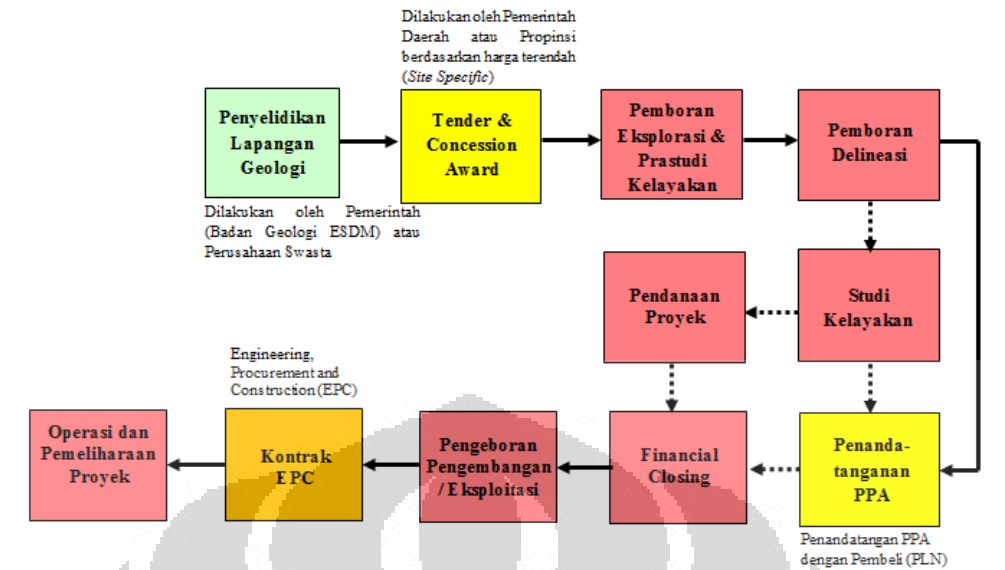 Dilakukan oleh Pemerintah
Daerah atau Propinsi
berdasarkan harga terendah
(Site Specific)
Penyelidikan
Lapangan
Geologi
Tender &
Concession
Award
Pemboran
Eksplorasi &
Prastudi
Kelayakan
Pemboran
Delineasi
Dilakukan oleh Pemerintah
(Badan Geologi ESDM) atau
Perusahaan Swasta
Pendanaan
Proyek
Studi
Kelayakan
Engineering,
Procurement and
Construction (EPC)
Operasi dan
Pemeliharaan
Proyek
Kontrak
EPC
Pengeboran
Pengembangan
/ Eksploitasi
Financial
Closing
Penanda-
tanganan
PPA
Penandatangan PPA
dengan Pembeli (PLN)